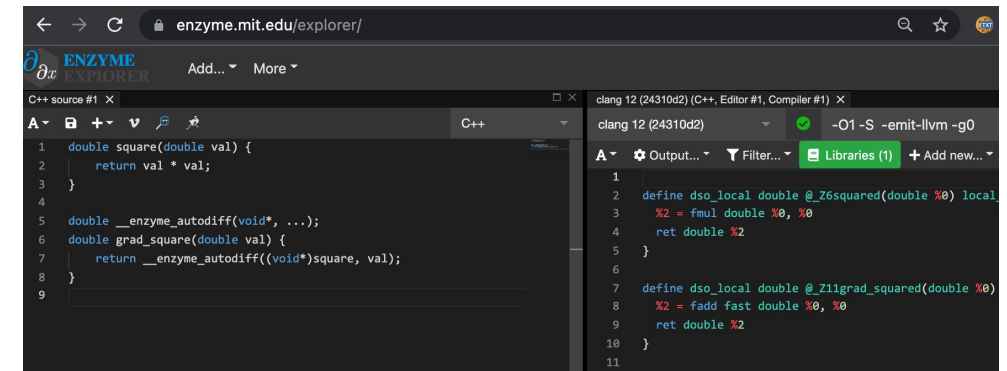 enzyme.mit.edu/explorer/
∂∂x ENZYME EXPLORER Add... More
C++ source #1 X
A C++
1 double square(double val) {
2 return val * val;
3 }
4
5 double __enzyme_autodiff(void*, ...);
6 double grad_square(double val) {
7 return __enzyme_autodiff((void*)square, val);
8 }
9
clang 12 (24310d2) (C++, Editor #1, Compiler #1) X
clang 12 (24310d2) -O1 -S -emit-llvm -g0
A Output... Filter... Libraries (1) + Add new...
1
2 define dso_local double @_Z6squared(double %0) local_
3 %2 = fmul double %0, %0
4 ret double %2
5 }
6
7 define dso_local double @_Z11grad_squared(double %0)
8 %2 = fadd fast double %0, %0
9 ret double %2
10 }
11